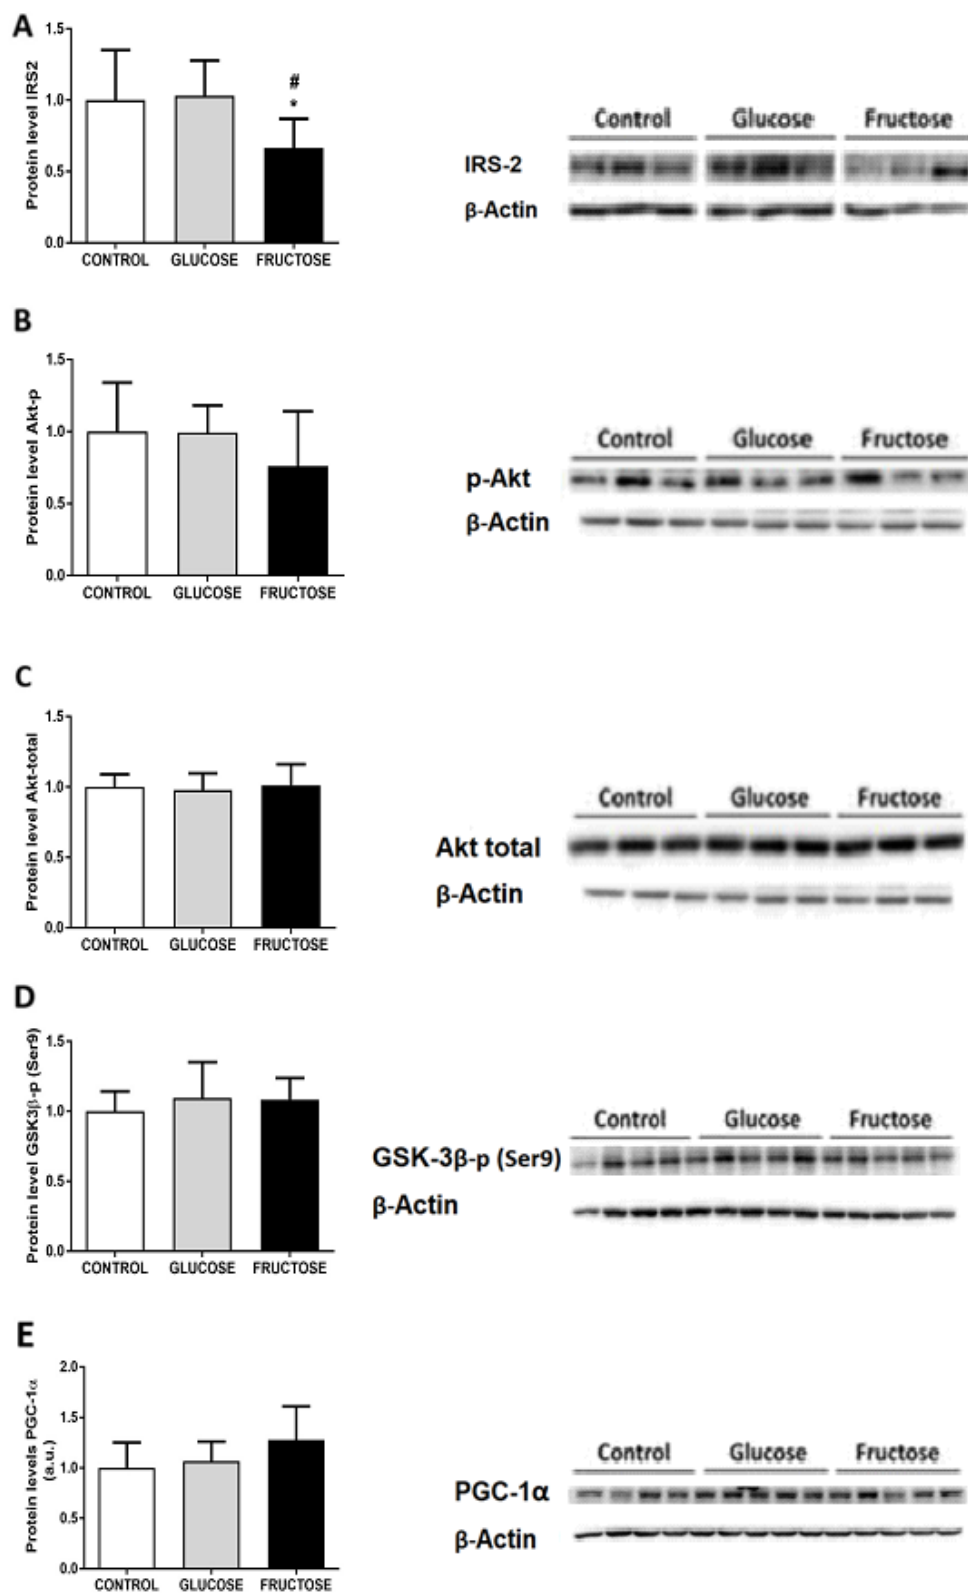 A
Protein level IRS2
1.5
1.0
0.5
0.0
#
*
CONTROL GLUCOSE FRUCTOSE
Control Glucose Fructose
IRS-2
β-Actin
B
Protein level Akt-p
1.5
1.0
0.5
0.0
CONTROL GLUCOSE FRUCTOSE
Control Glucose Fructose
p-Akt
β-Actin
C
Protein level Akt-total
1.5
1.0
0.5
0.0
CONTROL GLUCOSE FRUCTOSE
Control Glucose Fructose
Akt total
β-Actin
D
Protein level GSK3β-p (Ser9)
1.5
1.0
0.5
0.0
CONTROL GLUCOSE FRUCTOSE
Control Glucose Fructose
GSK-3β-p (Ser9)
β-Actin
E
Protein levels PGC-1α
(a.u.)
2.0
1.5
1.0
0.5
0.0
CONTROL GLUCOSE FRUCTOSE
Control Glucose Fructose
PGC-1α
β-Actin